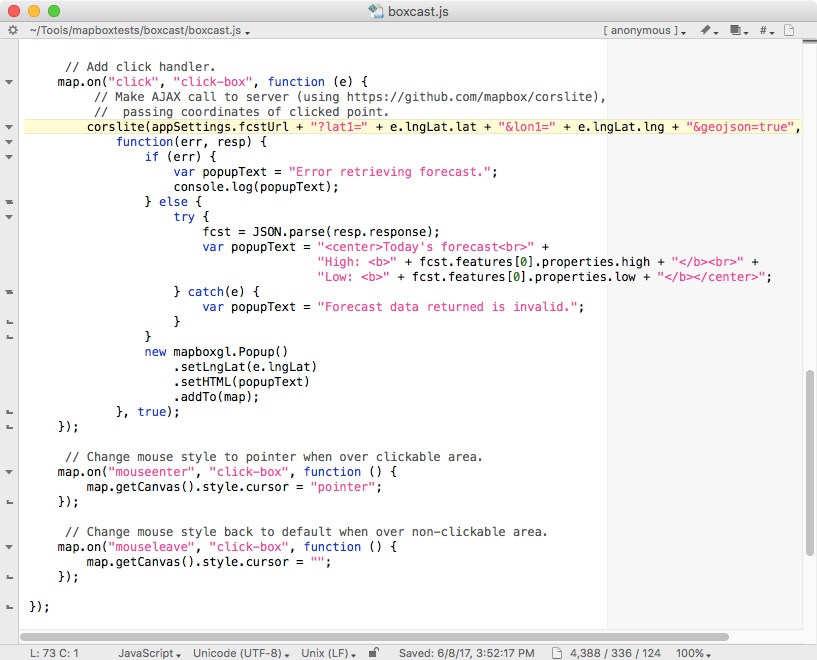 boxcast.js
~/Tools/mapboxtests/boxcast/boxcast.js
[ anonymous ]
#
// Add click handler.
map.on("click", "click-box", function (e) {
// Make AJAX call to server (using https://github.com/mapbox/corslite),
//  passing coordinates of clicked point.
corslite(appSettings.fcstUrl + "?lat1=" + e.lngLat.lat + "&lon1=" + e.lngLat.lng + "&geojson=true",
function(err, resp) {
if (err) {
var popupText = "Error retrieving forecast.";
console.log(popupText);
} else {
try {
fcst = JSON.parse(resp.response);
var popupText = "<center>Today's forecast<br>" +
"High: <b>" + fcst.features[0].properties.high + "</b><br>" +
"Low: <b>" + fcst.features[0].properties.low + "</b></center>";
} catch(e) {
var popupText = "Forecast data returned is invalid.";
}
}
new mapboxgl.Popup()
.setLngLat(e.lngLat)
.setHTML(popupText)
.addTo(map);
}, true);
});
// Change mouse style to pointer when over clickable area.
map.on("mouseenter", "click-box", function () {
map.getCanvas().style.cursor = "pointer";
});
// Change mouse style back to default when over non-clickable area.
map.on("mouseleave", "click-box", function () {
map.getCanvas().style.cursor = "";
});
});
L: 73 C: 1 JavaScript Unicode (UTF-8) Unix (LF) Saved: 6/8/17, 3:52:17 PM 4,388 / 336 / 124 100%